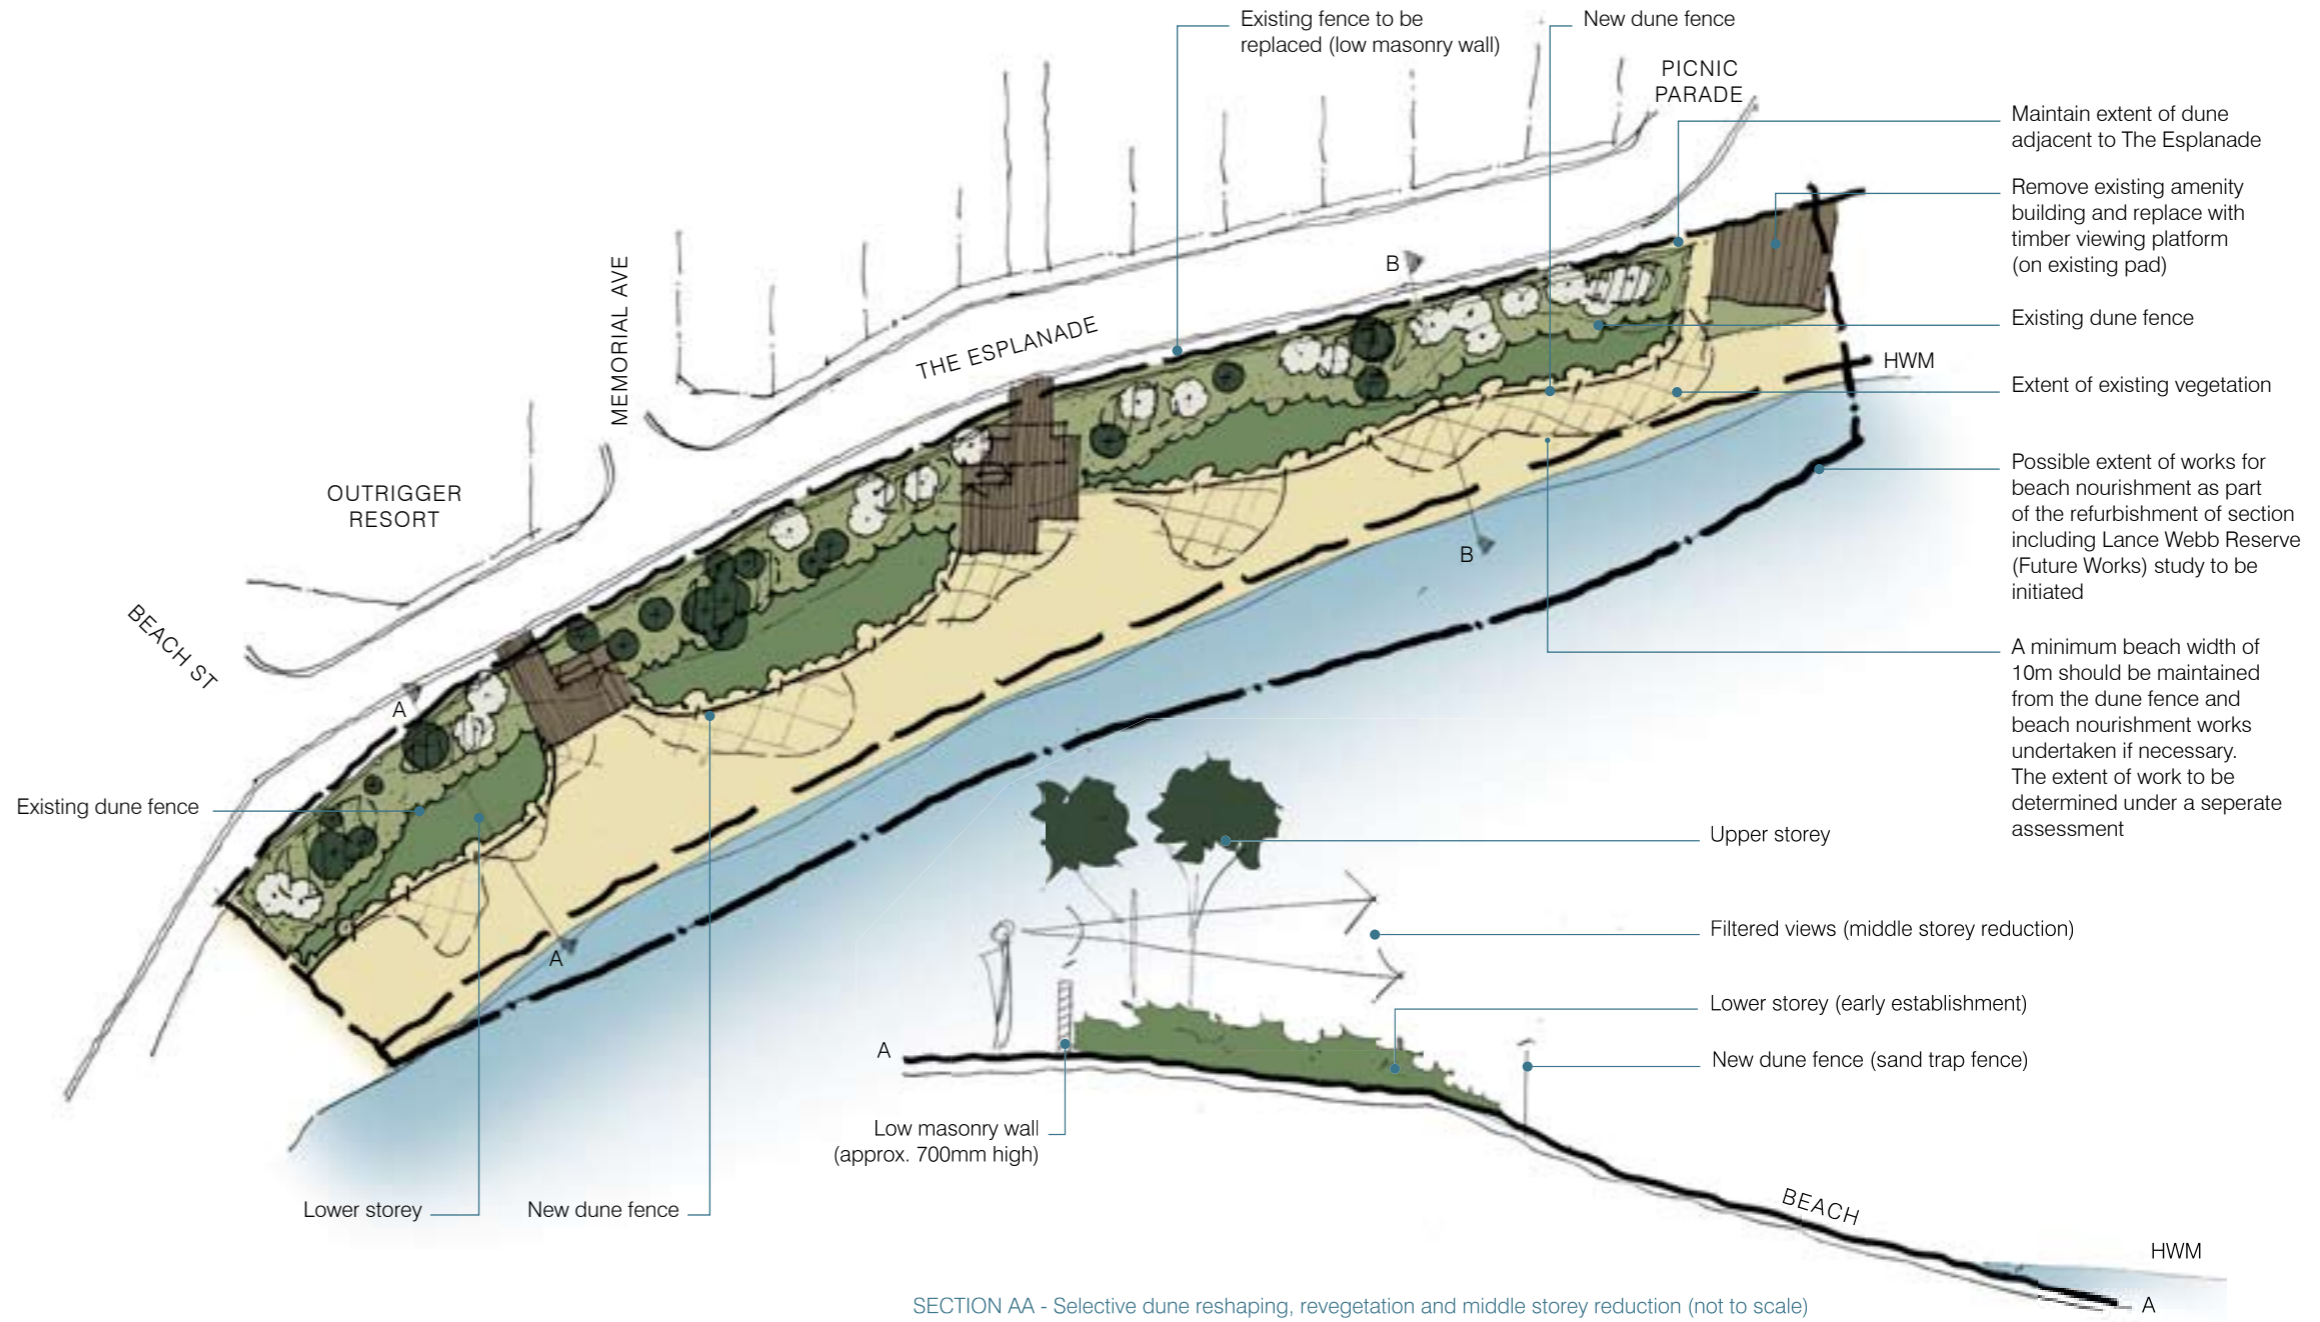 Existing fence to be
replaced (low masonry wall)
New dune fence
PICNIC
PARADE
Maintain extent of dune
adjacent to The Esplanade
Remove existing amenity
building and replace with
timber viewing platform
(on existing pad)
Existing dune fence
HWM
Extent of existing vegetation
Possible extent of works for
beach nourishment as part
of the refurbishment of section
including Lance Webb Reserve
(Future Works) study to be
initiated
A minimum beach width of
10m should be maintained
from the dune fence and
beach nourishment works
undertaken if necessary.
The extent of work to be
determined under a seperate
assessment
B
MEMORIAL AVE
THE ESPLANADE
OUTRIGGER
RESORT
B
BEACH ST
A
Existing dune fence
A
Lower storey
New dune fence
Upper storey
Filtered views (middle storey reduction)
Lower storey (early establishment)
New dune fence (sand trap fence)
A
Low masonry wall
(approx. 700mm high)
BEACH
HWM
A
SECTION AA - Selective dune reshaping, revegetation and middle storey reduction (not to scale)